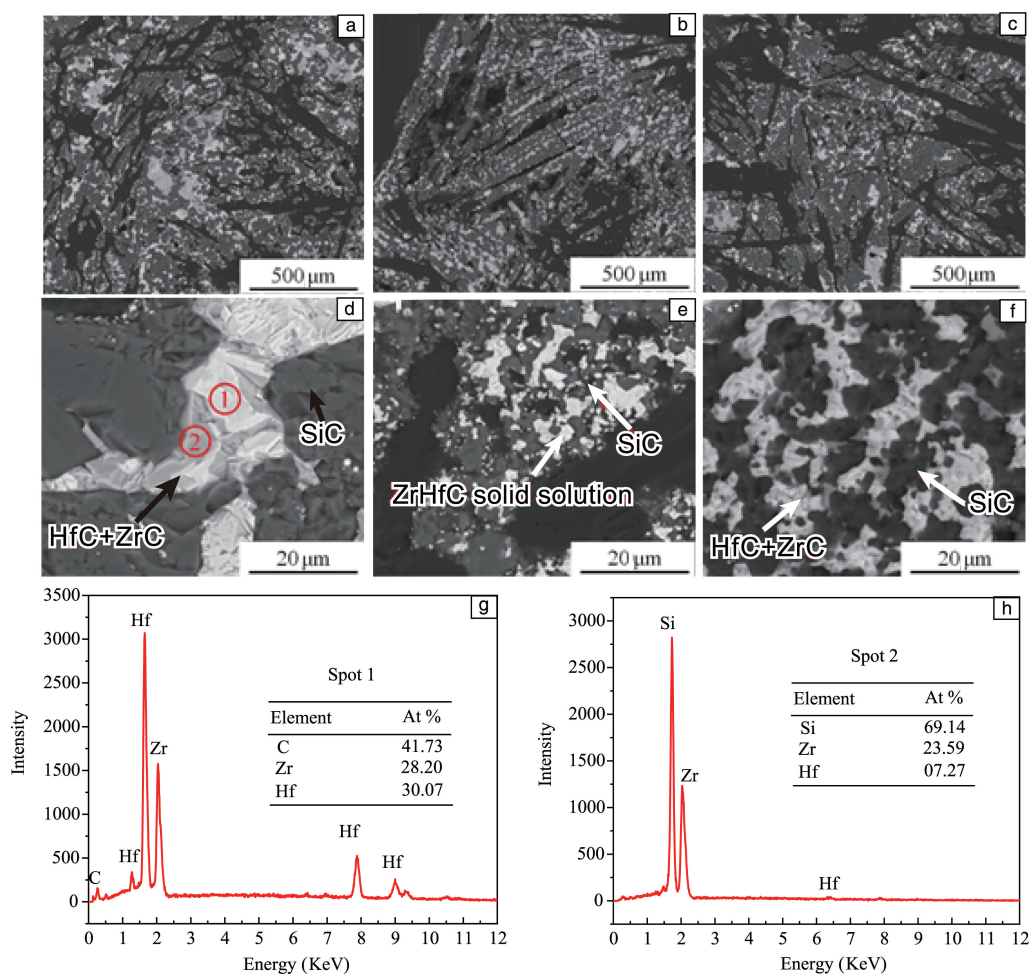 a
b
c
500 μm
500 μm
500 μm
d
e
f
1
2
SiC
HfC+ZrC
20 μm
SiC
ZrHfC solid solution
20 μm
SiC
HfC+ZrC
20 μm
g
3500
3000
2500
2000
1500
1000
500
0
Intensity
Hf
Zr
Hf
C
Hf
Hf
Spot 1
Element At %
C 41.73
Zr 28.20
Hf 30.07
0 1 2 3 4 5 6 7 8 9 10 11 12
Energy (KeV)
h
3000
2500
2000
1500
1000
500
0
Intensity
Si
Zr
Hf
Spot 2
Element At %
Si 69.14
Zr 23.59
Hf 07.27
0 1 2 3 4 5 6 7 8 9 10 11 12
Energy (KeV)